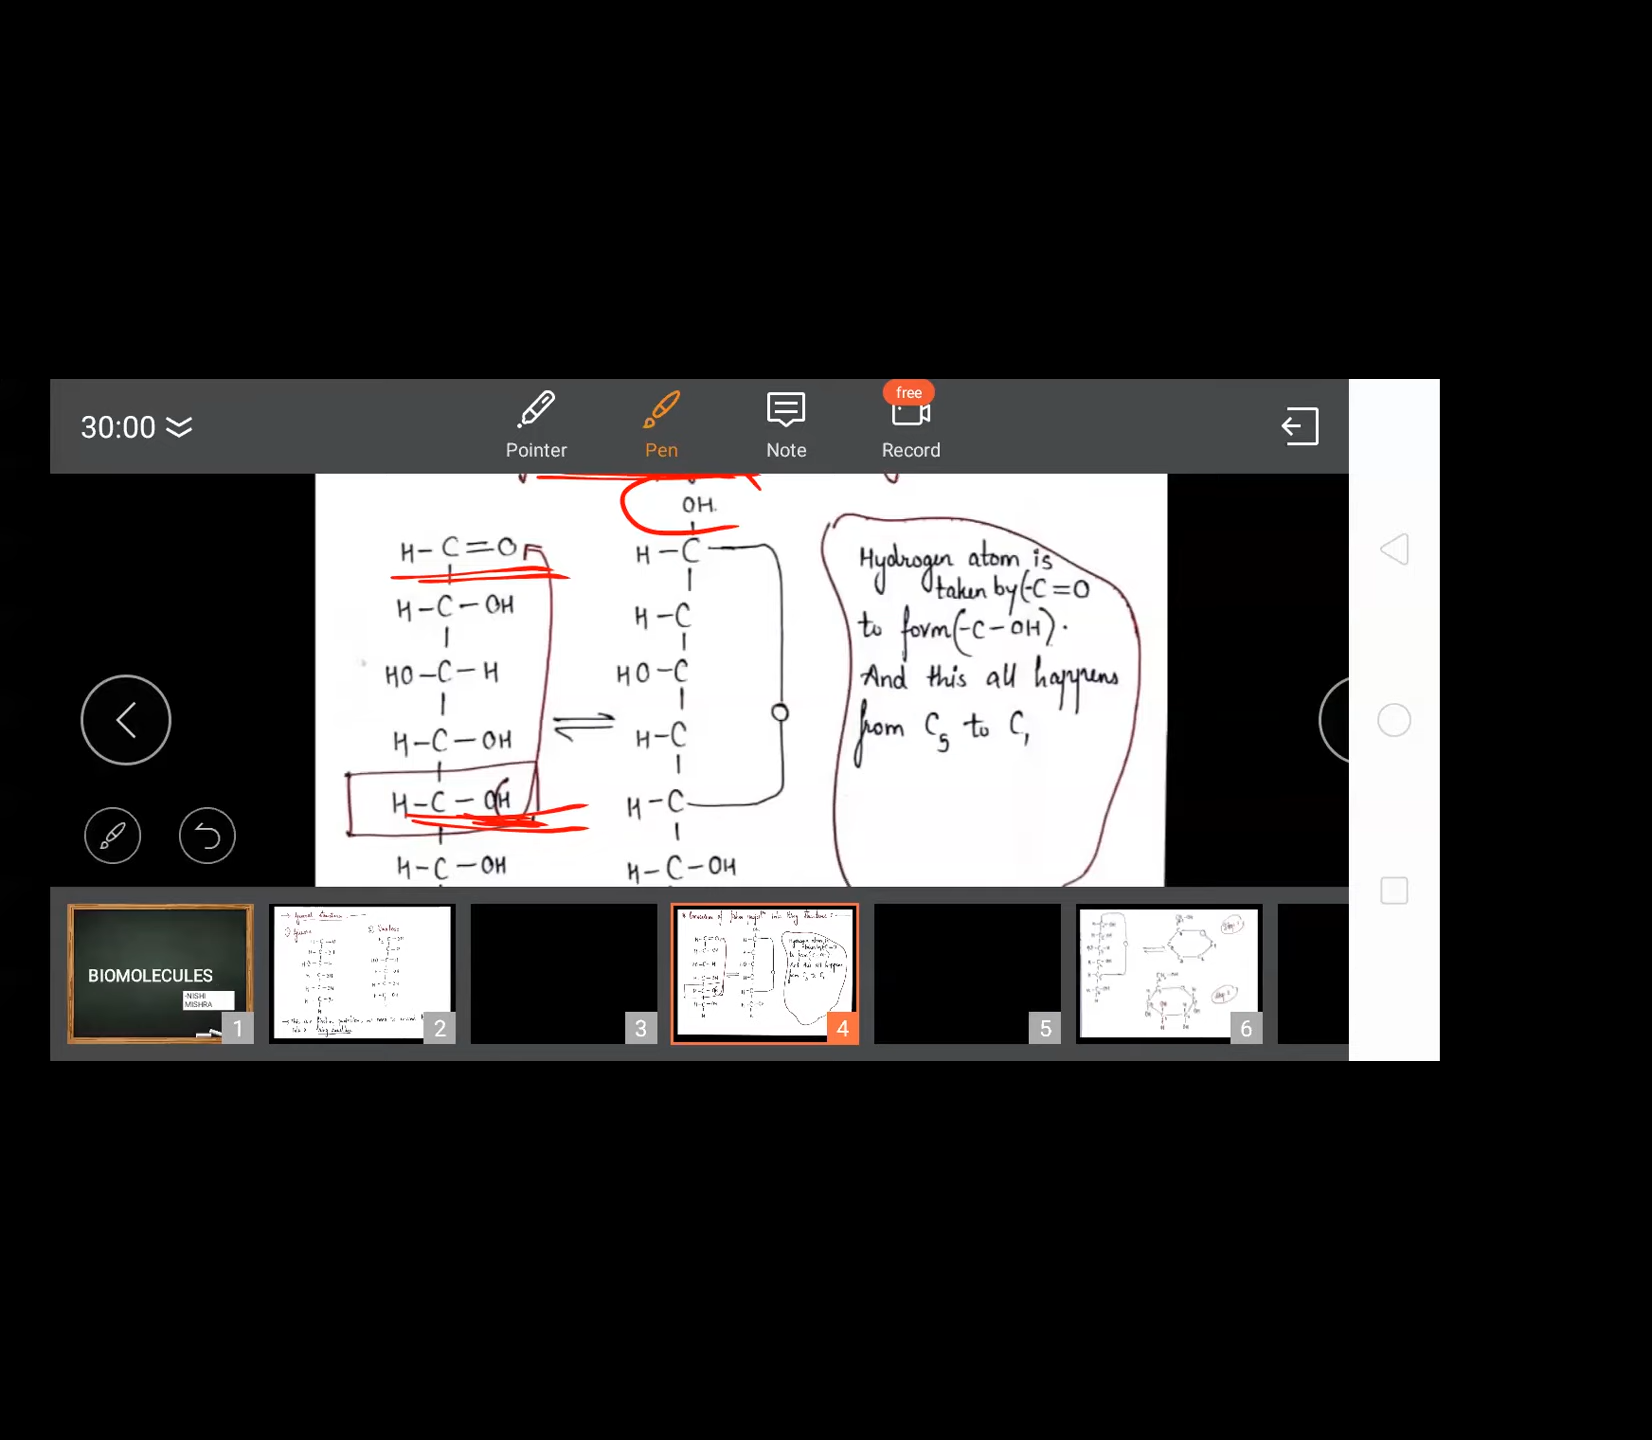 30:00
free
Pointer
Pen
Note
Record
OH.
H-C=O
H-C-OH
HO-C-H
H-C-OH
H-C-OH
H-C-OH
H-C
H-C
HO-C
H-C
H-C
H-C-OH
O
Hydrogen atom is
taken by (-C=O
to form (-C-OH).
And this all happens
from C5 to C1
BIOMOLECULES
-NISHI
MISHRA
1
2
3
4
5
6